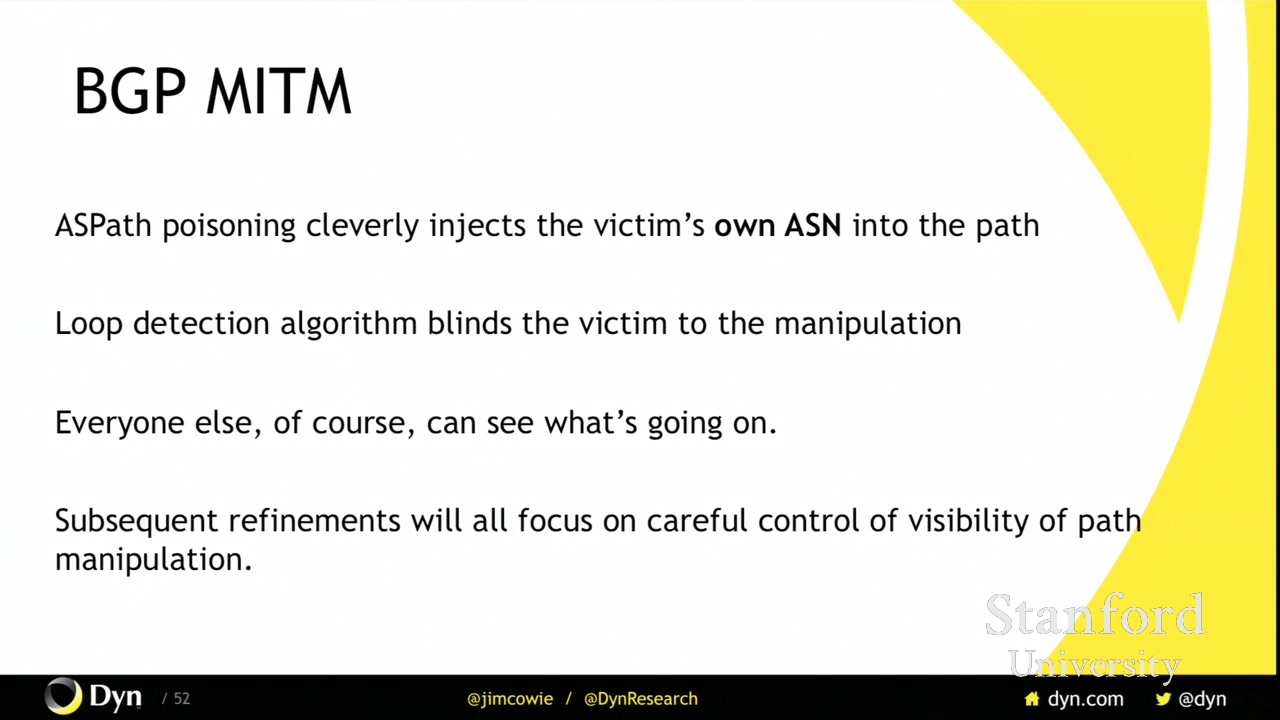 BGP MITM
ASPath poisoning cleverly injects the victim’s own ASN into the path
Loop detection algorithm blinds the victim to the manipulation
Everyone else, of course, can see what’s going on.
Subsequent refinements will all focus on careful control of visibility of path
manipulation.
Stanford
University
Dyn / 52 @jimcowie / @DynResearch dyn.com @dyn